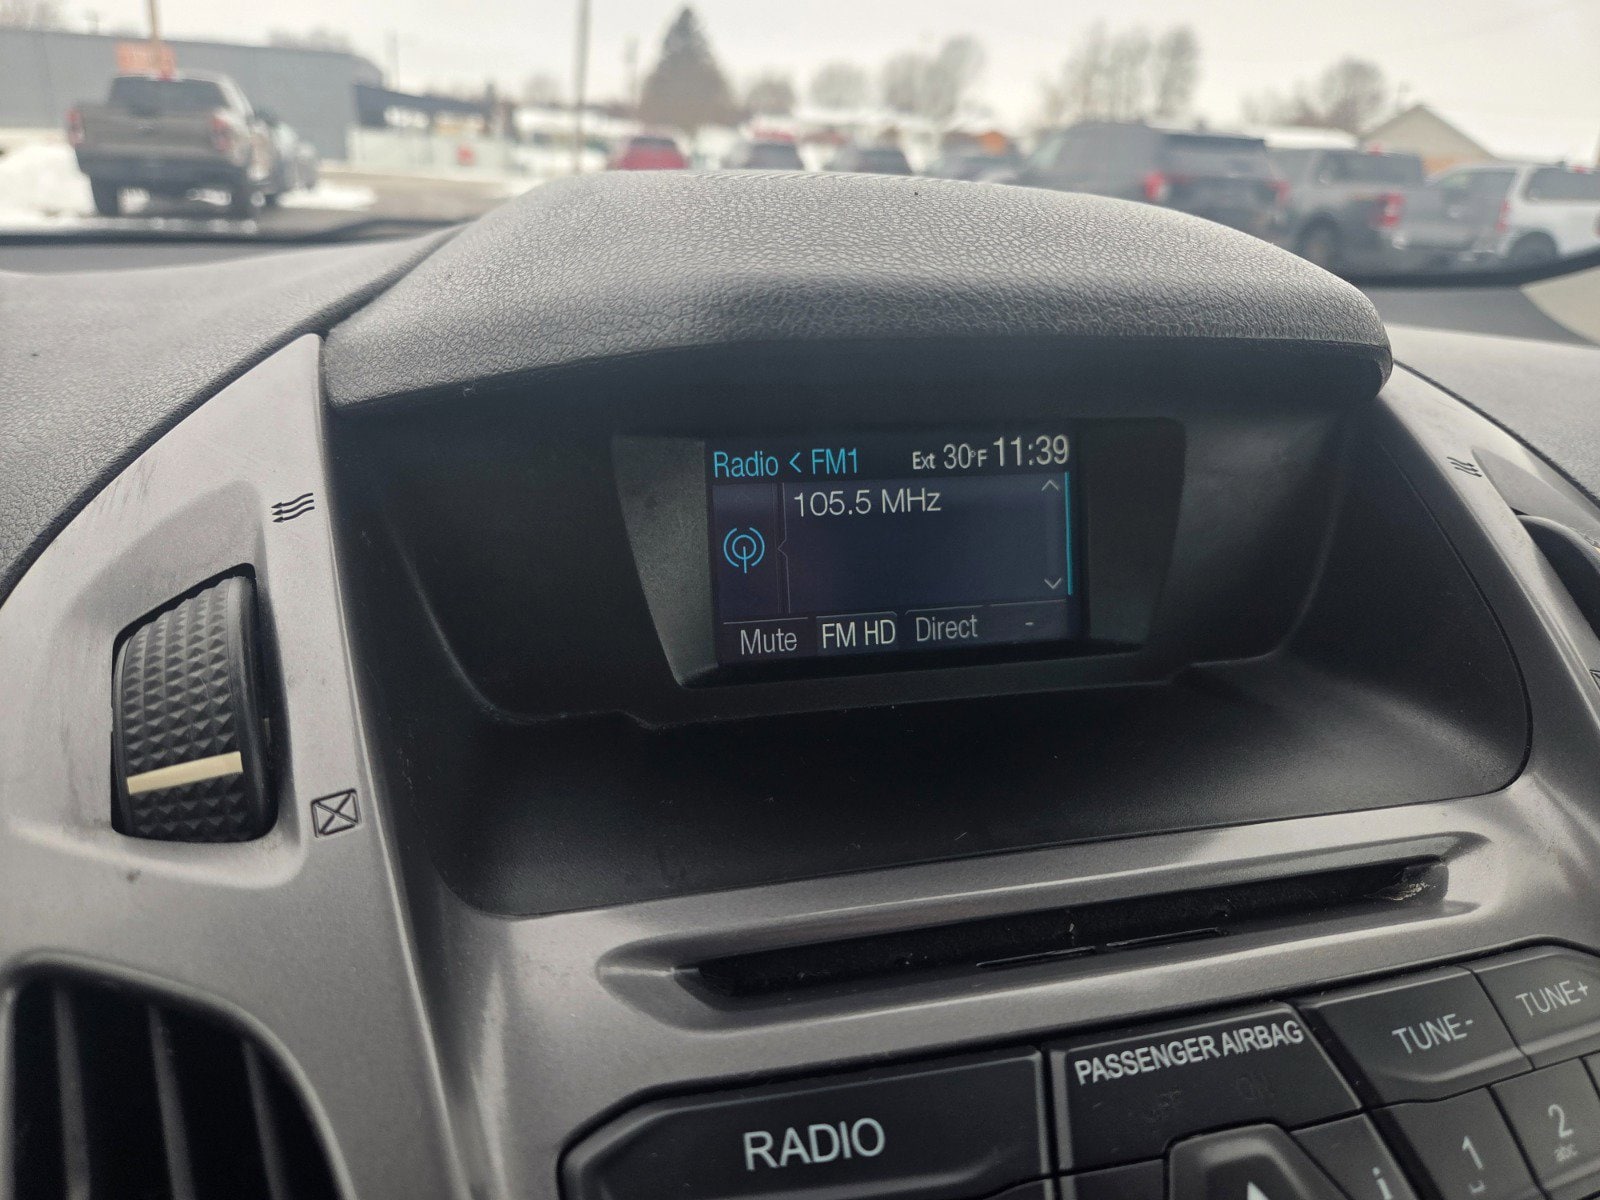 Radio < FM1 Ext 30°F 11:39
105.5 MHz
Mute FM HD Direct -
TUNE- TUNE+
PASSENGER AIRBAG
RADIO
i 1 2
abc